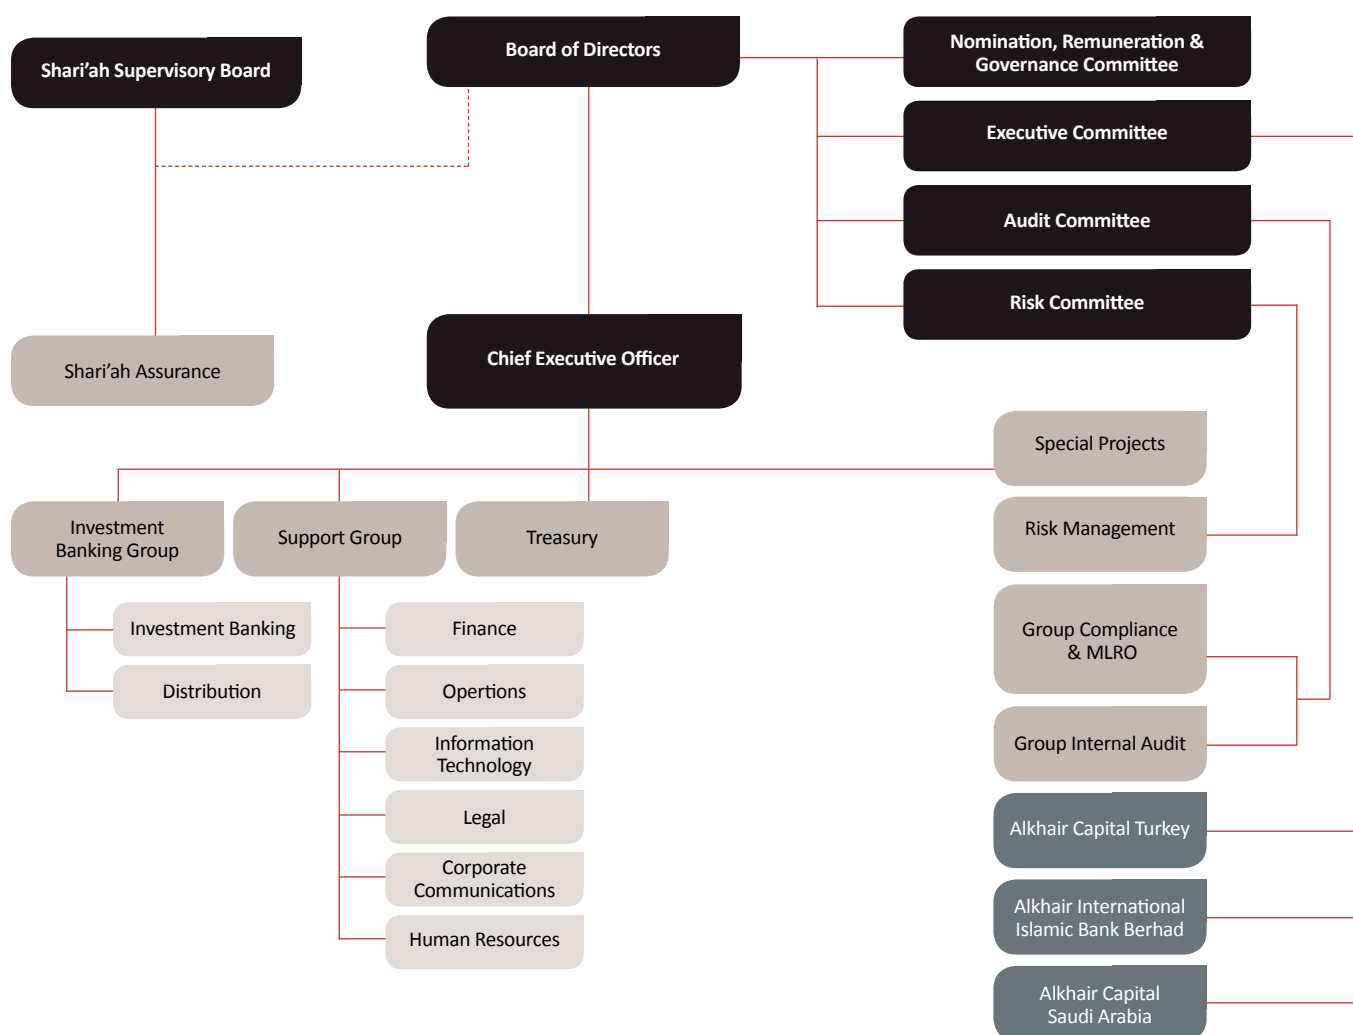 Shari’ah Supervisory Board
Board of Directors
Nomination, Remuneration &
Governance Committee
Executive Committee
Audit Committee
Risk Committee
Shari’ah Assurance
Chief Executive Officer
Special Projects
Investment
Banking Group
Support Group
Treasury
Risk Management
Investment Banking
Distribution
Finance
Opertions
Information
Technology
Legal
Corporate
Communications
Human Resources
Group Compliance
& MLRO
Group Internal Audit
Alkhair Capital Turkey
Alkhair International
Islamic Bank Berhad
Alkhair Capital
Saudi Arabia